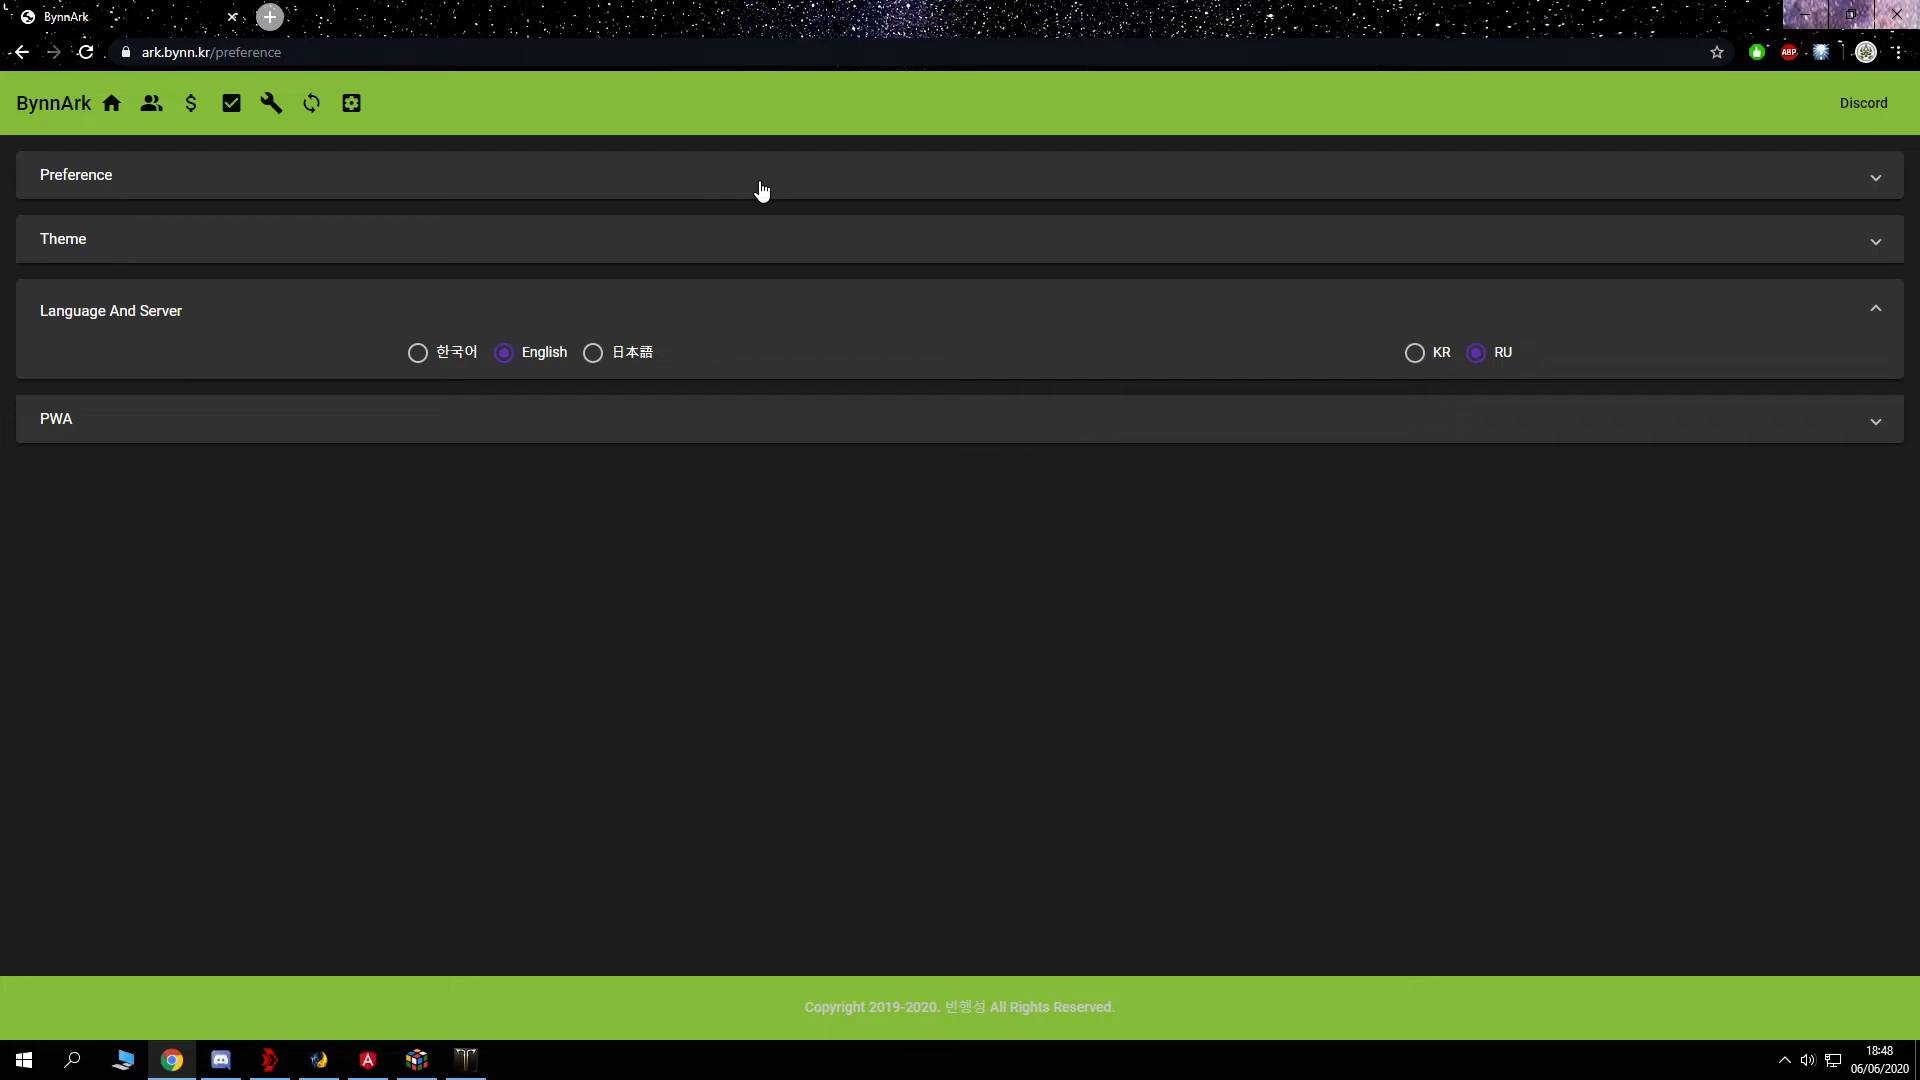 BynnArk
ark.bynn.kr/preference
ABP
BynnArk
Discord
Preference
Theme
Language And Server
한국어 English 日本語 KR RU
PWA
Copyright 2019-2020. 빈행성 All Rights Reserved.
18:48
06/06/2020